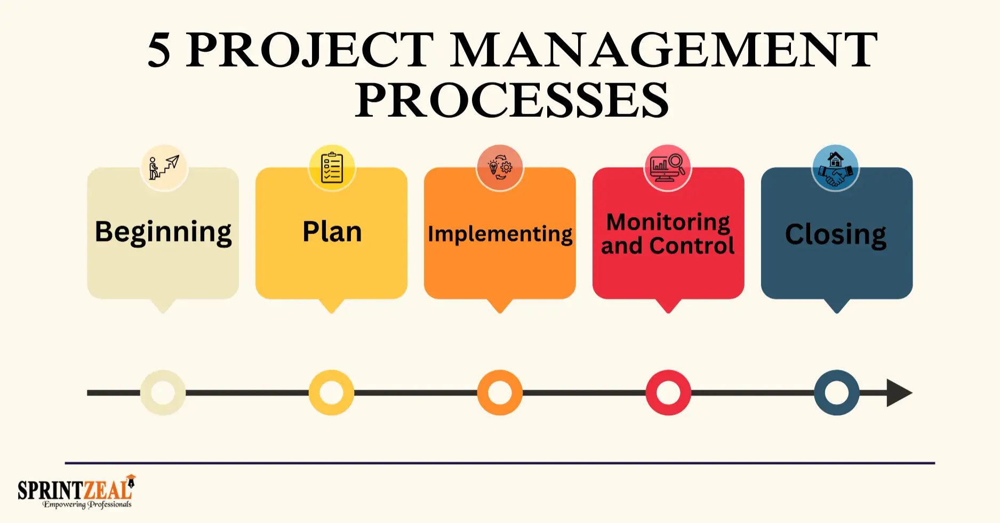 5 PROJECT MANAGEMENT
PROCESSES
Beginning
Plan
Implementing
Monitoring
and Control
Closing
SPRINTZEAL
Empowering Professionals